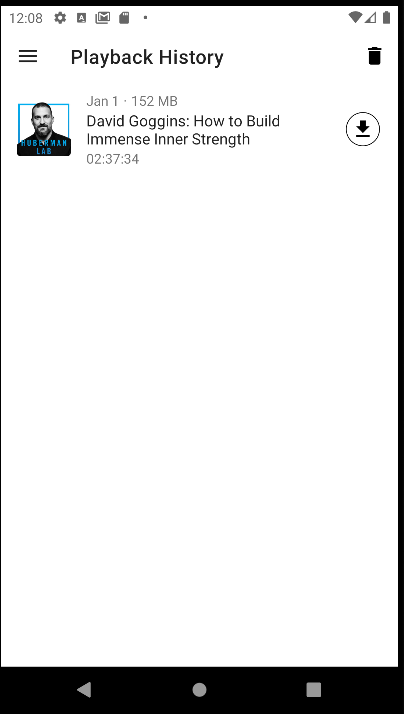 12:08
Playback History
Jan 1 · 152 MB
David Goggins: How to Build
Immense Inner Strength
02:37:34
HUBERMAN
LAB